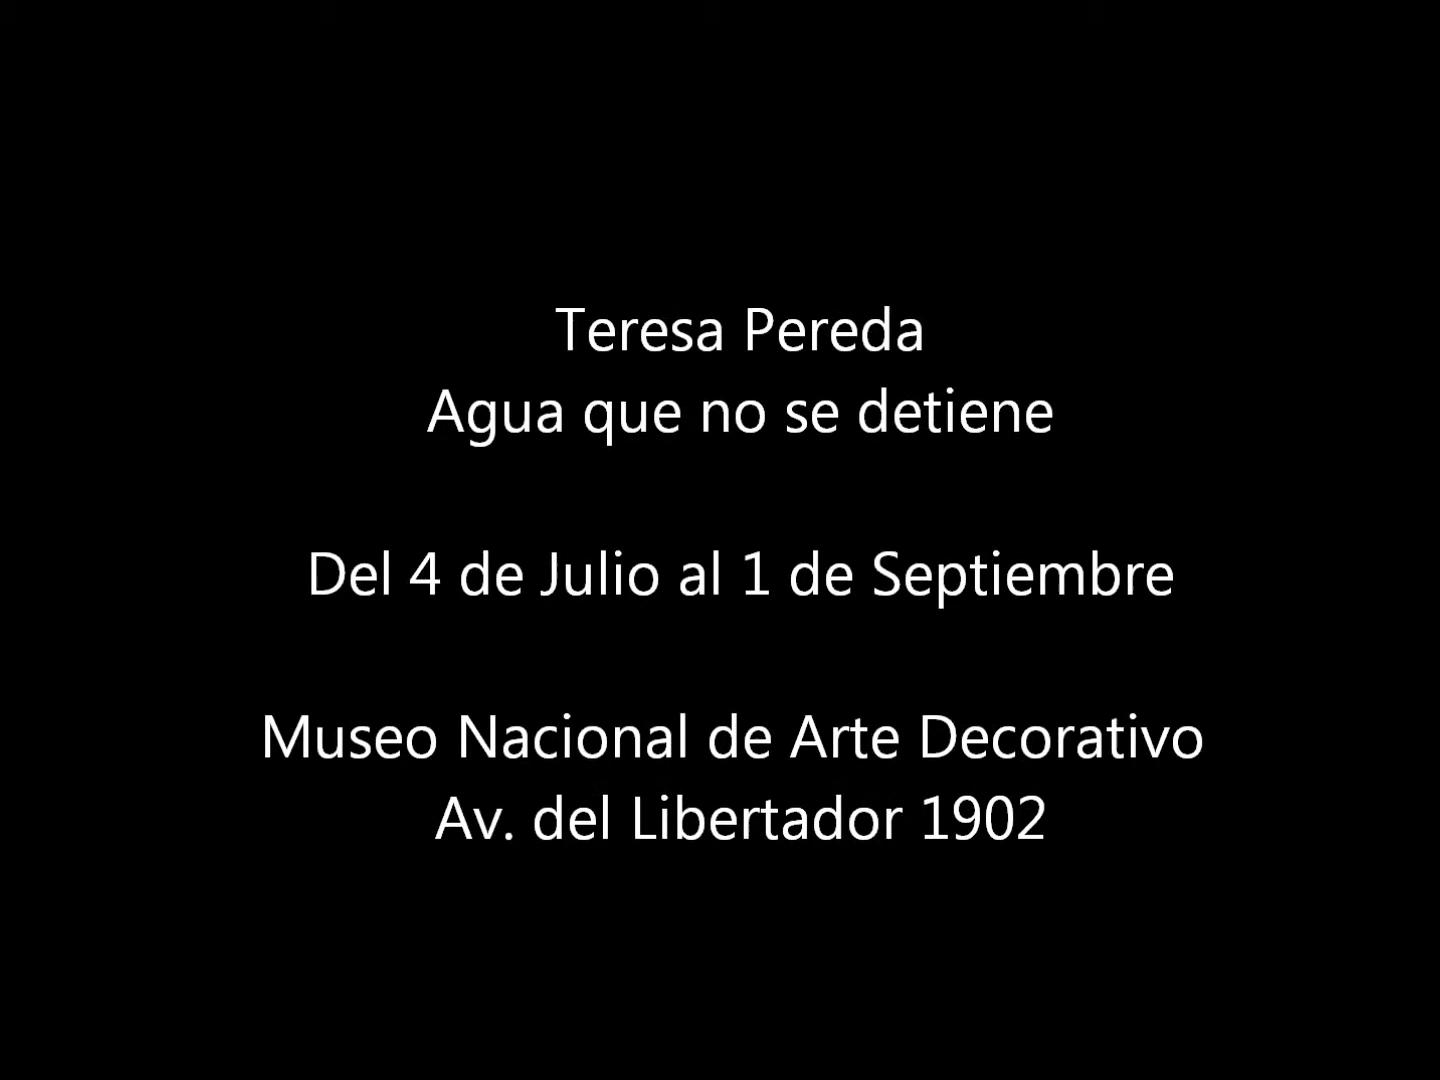 Teresa Pereda
Agua que no se detiene
Del 4 de Julio al 1 de Septiembre
Museo Nacional de Arte Decorativo
Av. del Libertador 1902